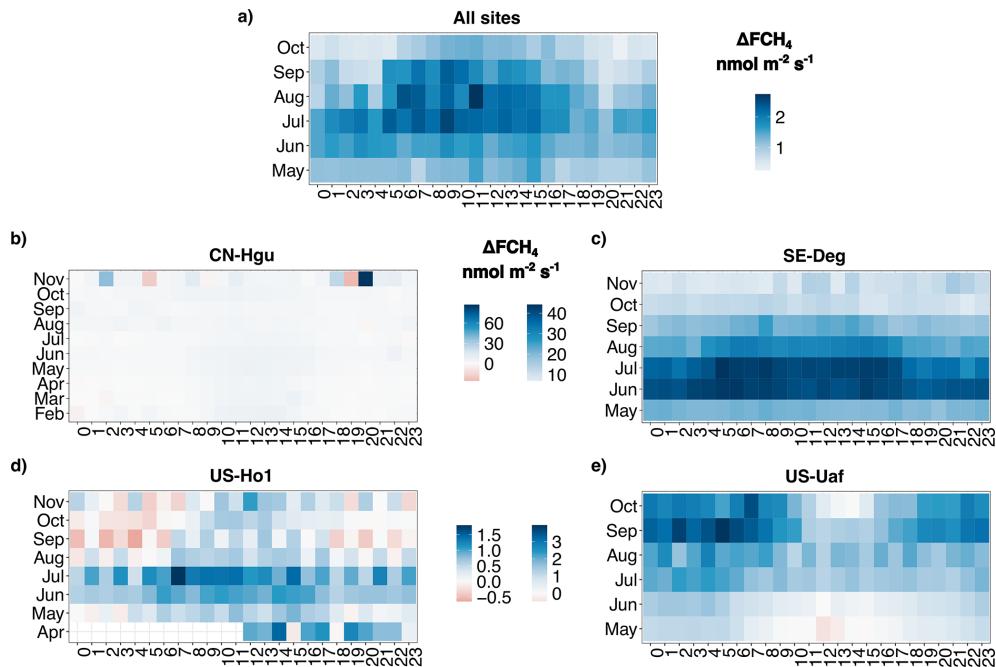 a)
All sites
Oct
Sep
Aug
Jul
Jun
May
0 1 2 3 4 5 6 7 8 9 10 11 12 13 14 15 16 17 18 19 20 21 22 23
ΔFCH₄
nmol m⁻² s⁻¹
2
1
b)
CN-Hgu
Nov
Oct
Sep
Aug
Jul
Jun
May
Apr
Mar
Feb
0 1 2 3 4 5 6 7 8 9 10 11 12 13 14 15 16 17 18 19 20 21 22 23
ΔFCH₄
nmol m⁻² s⁻¹
60
30
0
40
30
20
10
c)
SE-Deg
Nov
Oct
Sep
Aug
Jul
Jun
May
0 1 2 3 4 5 6 7 8 9 10 11 12 13 14 15 16 17 18 19 20 21 22 23
d)
US-Ho1
Nov
Oct
Sep
Aug
Jul
Jun
May
Apr
0 1 2 3 4 5 6 7 8 9 10 11 12 13 14 15 16 17 18 19 20 21 22 23
1.5
1.0
0.5
0.0
−0.5
3
2
1
0
e)
US-Uaf
Oct
Sep
Aug
Jul
Jun
May
0 1 2 3 4 5 6 7 8 9 10 11 12 13 14 15 16 17 18 19 20 21 22 23